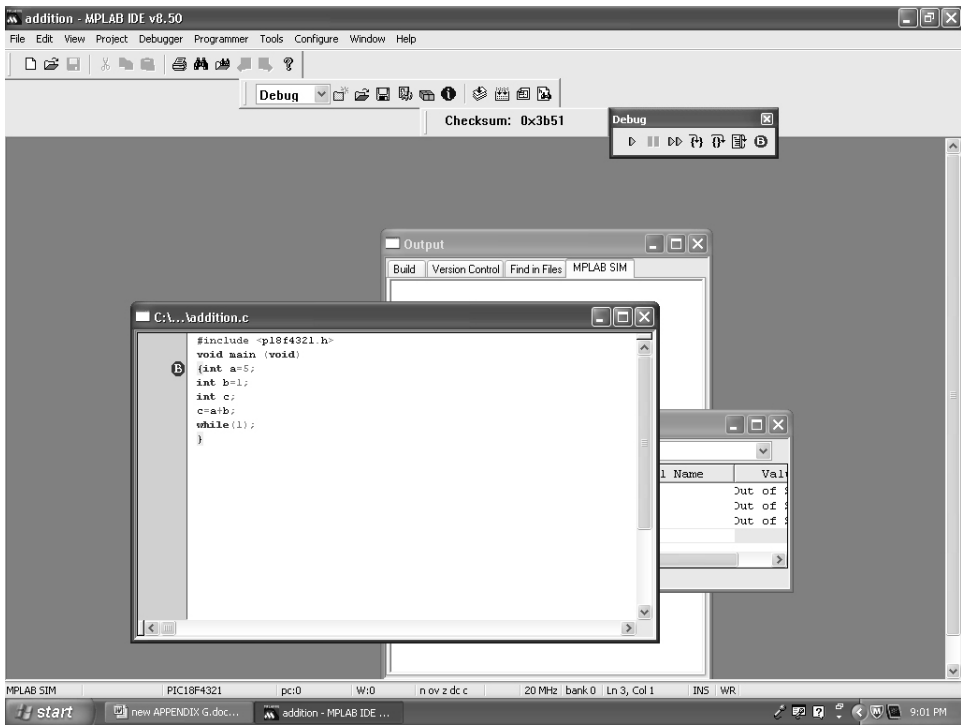 addition - MPLAB IDE v8.50
File Edit View Project Debugger Programmer Tools Configure Window Help
Debug
Checksum: 0x3b51
Debug
Output
Build Version Control Find in Files MPLAB SIM
C:\...\addition.c
#include <p18f4321.h>
void main (void)
B {int a=5;
int b=1;
int c;
c=a+b;
while(1);
}
l Name Valu
Out of S
Out of S
Out of S
MPLAB SIM PIC18F4321 pc:0 W:0 n ov z dc c 20 MHz bank 0 Ln 3, Col 1 INS WR
start new APPENDIX G.doc... addition - MPLAB IDE ... 9:01 PM